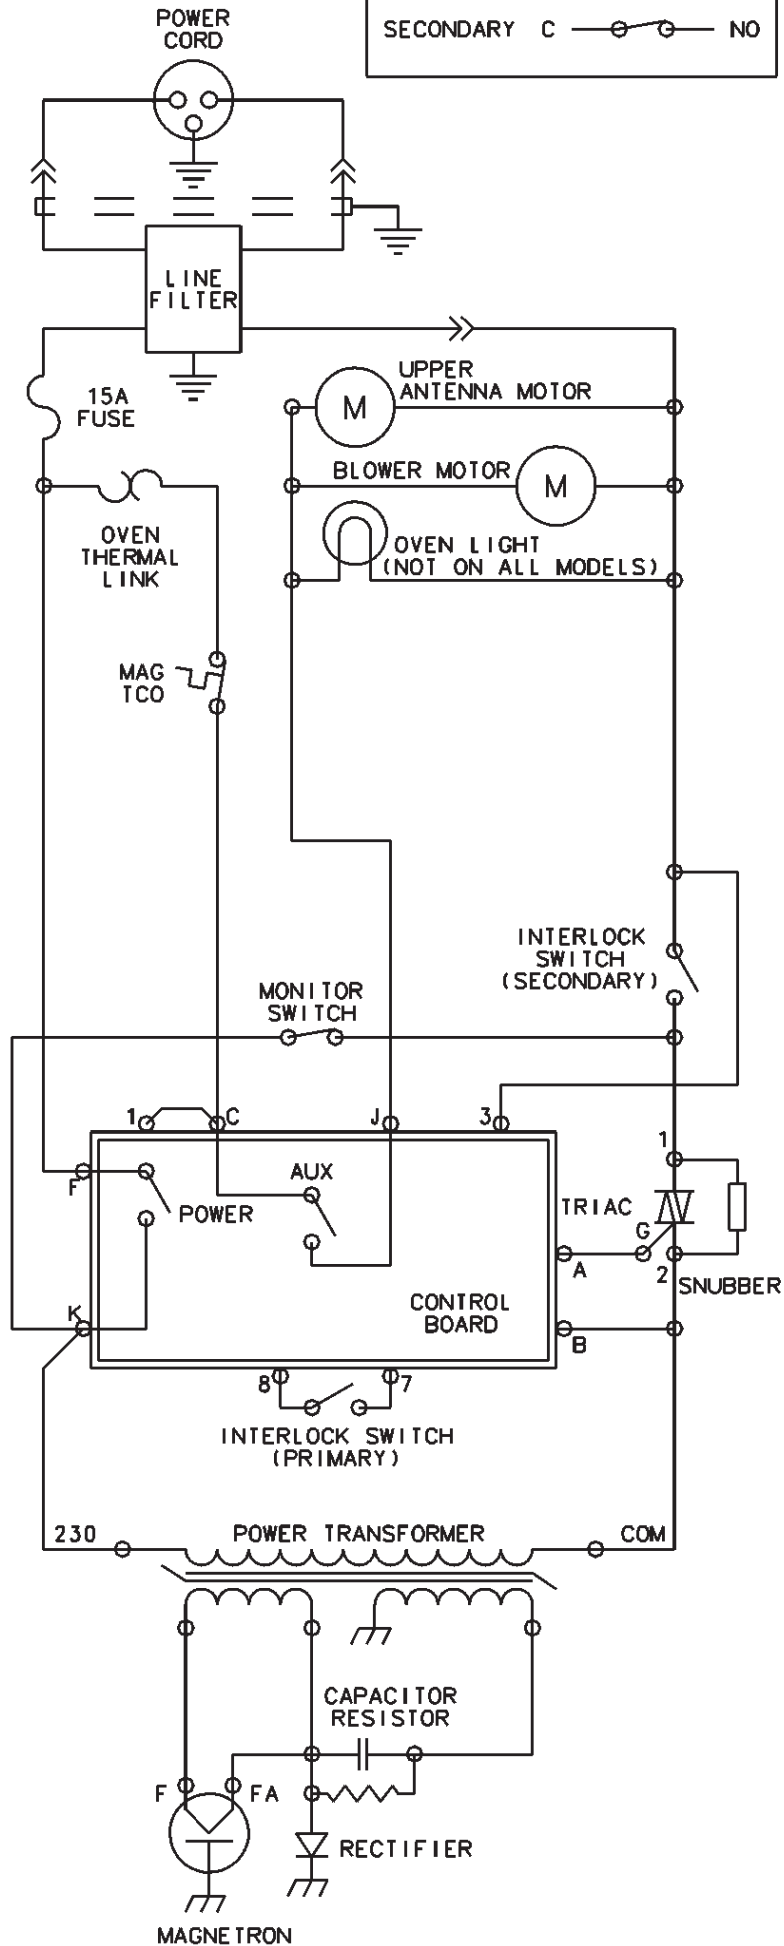 POWER
CORD
SECONDARY C NO
LINE
FILTER
15A
FUSE
UPPER
ANTENNA MOTOR
M
BLOWER MOTOR
M
OVEN
THERMAL
LINK
OVEN LIGHT
(NOT ON ALL MODELS)
MAG
TCO
INTERLOCK
SWITCH
(SECONDARY)
MONITOR
SWITCH
1 C J 3
1
F
POWER
AUX
TRIAC
G
A
2
SNUBBER
K
CONTROL
BOARD
B
8 7
INTERLOCK SWITCH
(PRIMARY)
230
POWER TRANSFORMER
COM
CAPACITOR
RESISTOR
F FA
RECTIFIER
MAGNETRON